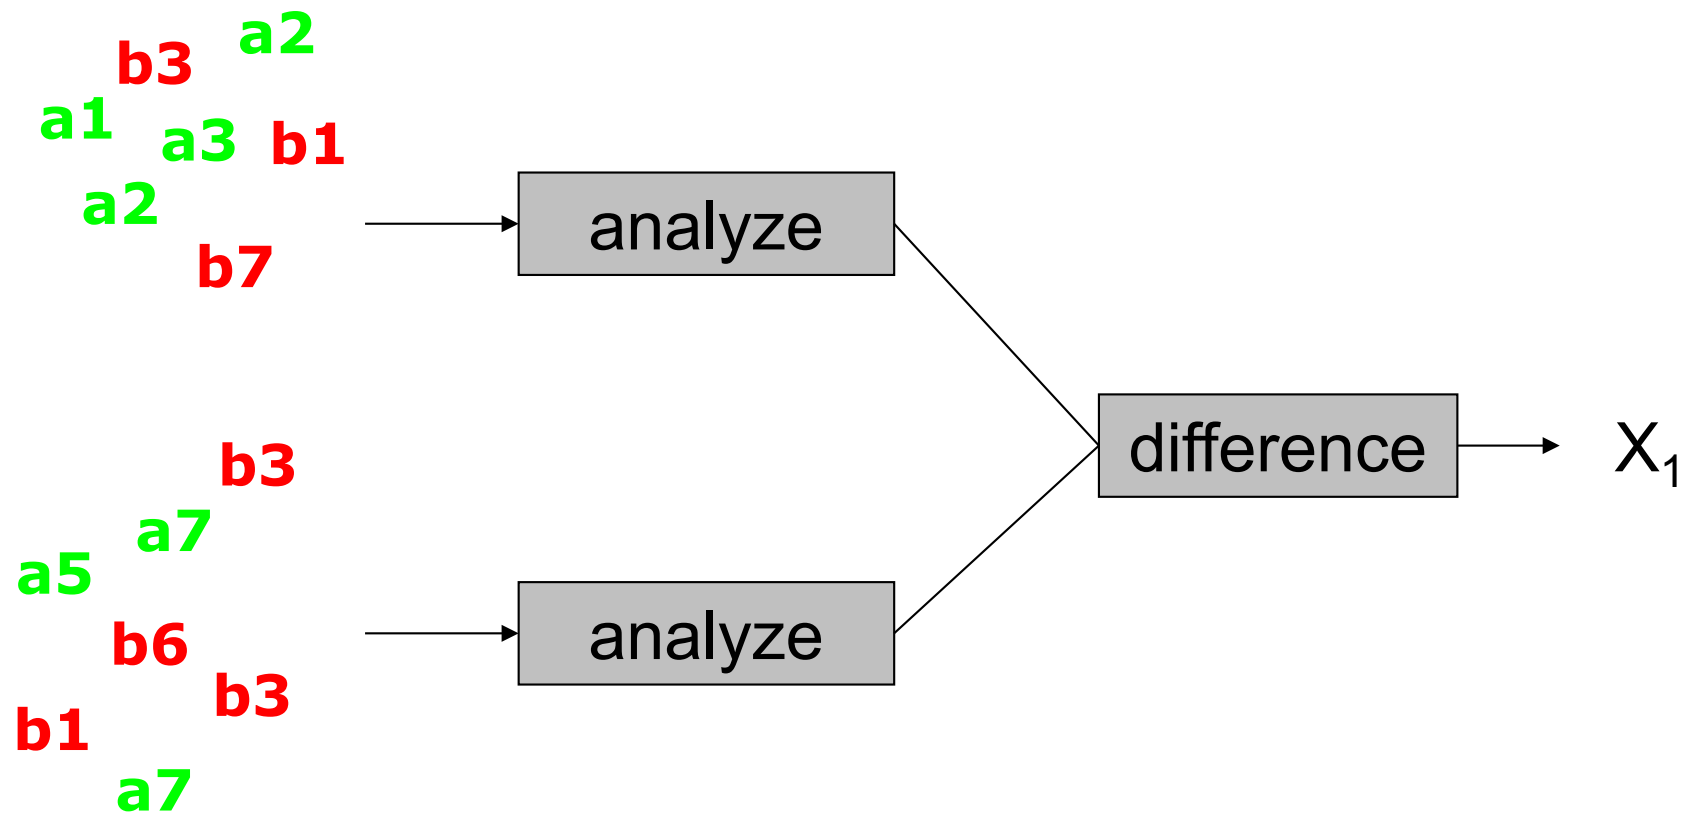 a2
b3
a1
a3
b1
a2
b7
analyze
b3
a7
a5
b6
b3
b1
a7
analyze
difference
X₁